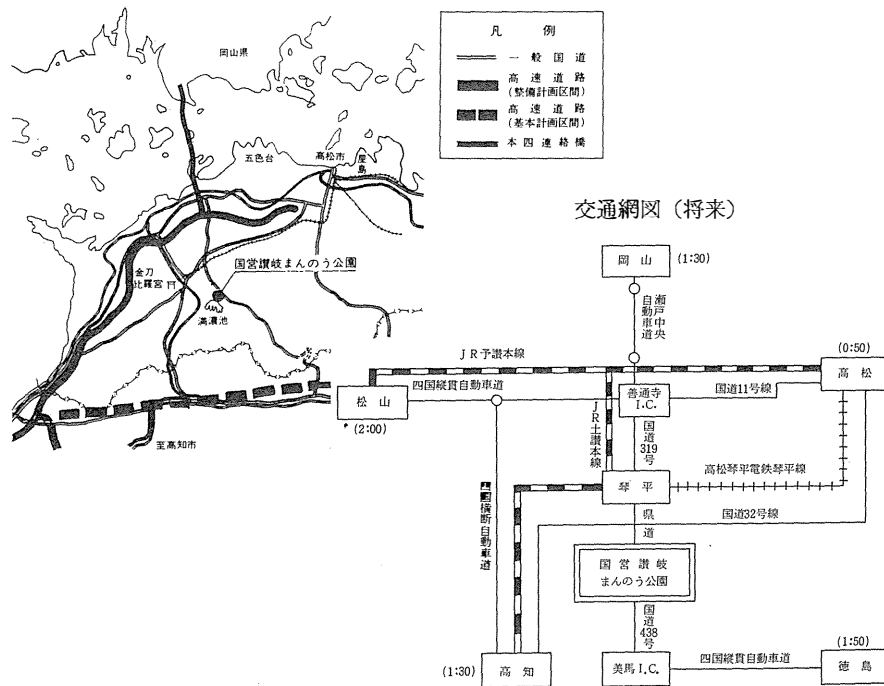 凡例
一般国道
高速道路
(整備計画区間)
高速道路
(基本計画区間)
本四連絡橋
岡山県
五色台
高松市
屋島
国営讃岐まんのう公園
金刀
比羅宮
満濃池
至高知市
交通網図(将来)
岡山
(1:30)
瀬戸中央
自動車道
JR予讃本線
(0:50)
高松
松山
(2:00)
四国縦貫自動車道
善通寺
I.C.
国道11号線
JR土讃本線
国道
319
号
琴平
高松琴平電鉄琴平線
四国横断自動車道
県道
国道32号線
国営讃岐
まんのう公園
国道
438
号
(1:30)
高知
美馬I.C.
四国縦貫自動車道
(1:50)
徳島